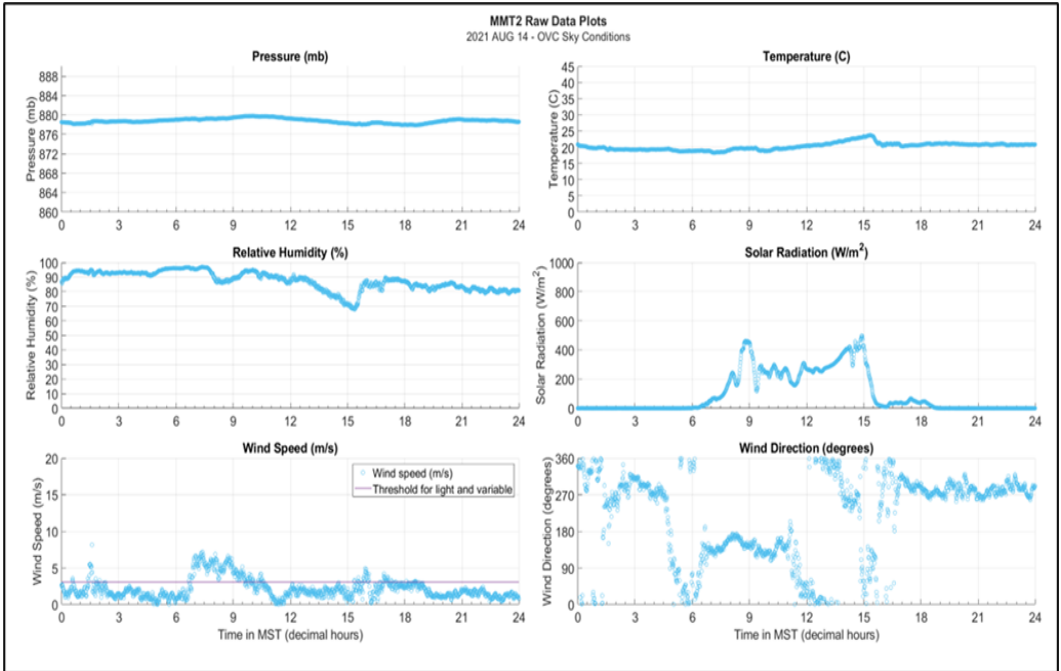 MMT2 Raw Data Plots
2021 AUG 14 - OVC Sky Conditions
Pressure (mb)
Pressure (mb)
888
884
880
876
872
868
864
860
0 3 6 9 12 15 18 21 24
Temperature (C)
Temperature (C)
45
40
35
30
25
20
15
10
5
0
0 3 6 9 12 15 18 21 24
Relative Humidity (%)
Relative Humidity (%)
100
90
80
70
60
50
40
30
20
10
0
0 3 6 9 12 15 18 21 24
Solar Radiation (W/m²)
Solar Radiation (W/m²)
1000
800
600
400
200
0
0 3 6 9 12 15 18 21 24
Wind Speed (m/s)
Wind Speed (m/s)
20
15
10
5
0
Wind speed (m/s)
Threshold for light and variable
0 3 6 9 12 15 18 21 24
Time in MST (decimal hours)
Wind Direction (degrees)
Wind Direction (degrees)
360
270
180
90
0
0 3 6 9 12 15 18 21 24
Time in MST (decimal hours)